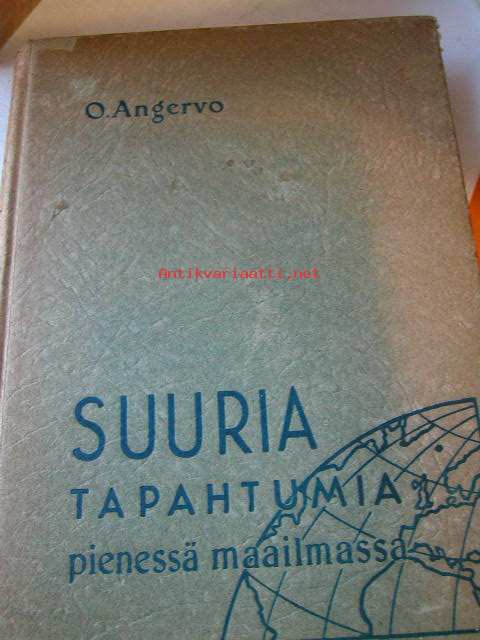 O. Angervo
Antikvariaatti.net
SUURIA
TAPAHTUMIA
pienessä maailmassa